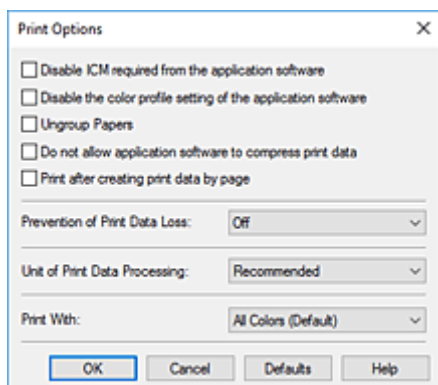 Print Options
Disable ICM required from the application software
Disable the color profile setting of the application software
Ungroup Papers
Do not allow application software to compress print data
Print after creating print data by page
Prevention of Print Data Loss: Off
Unit of Print Data Processing: Recommended
Print With: All Colors (Default)
OK Cancel Defaults Help